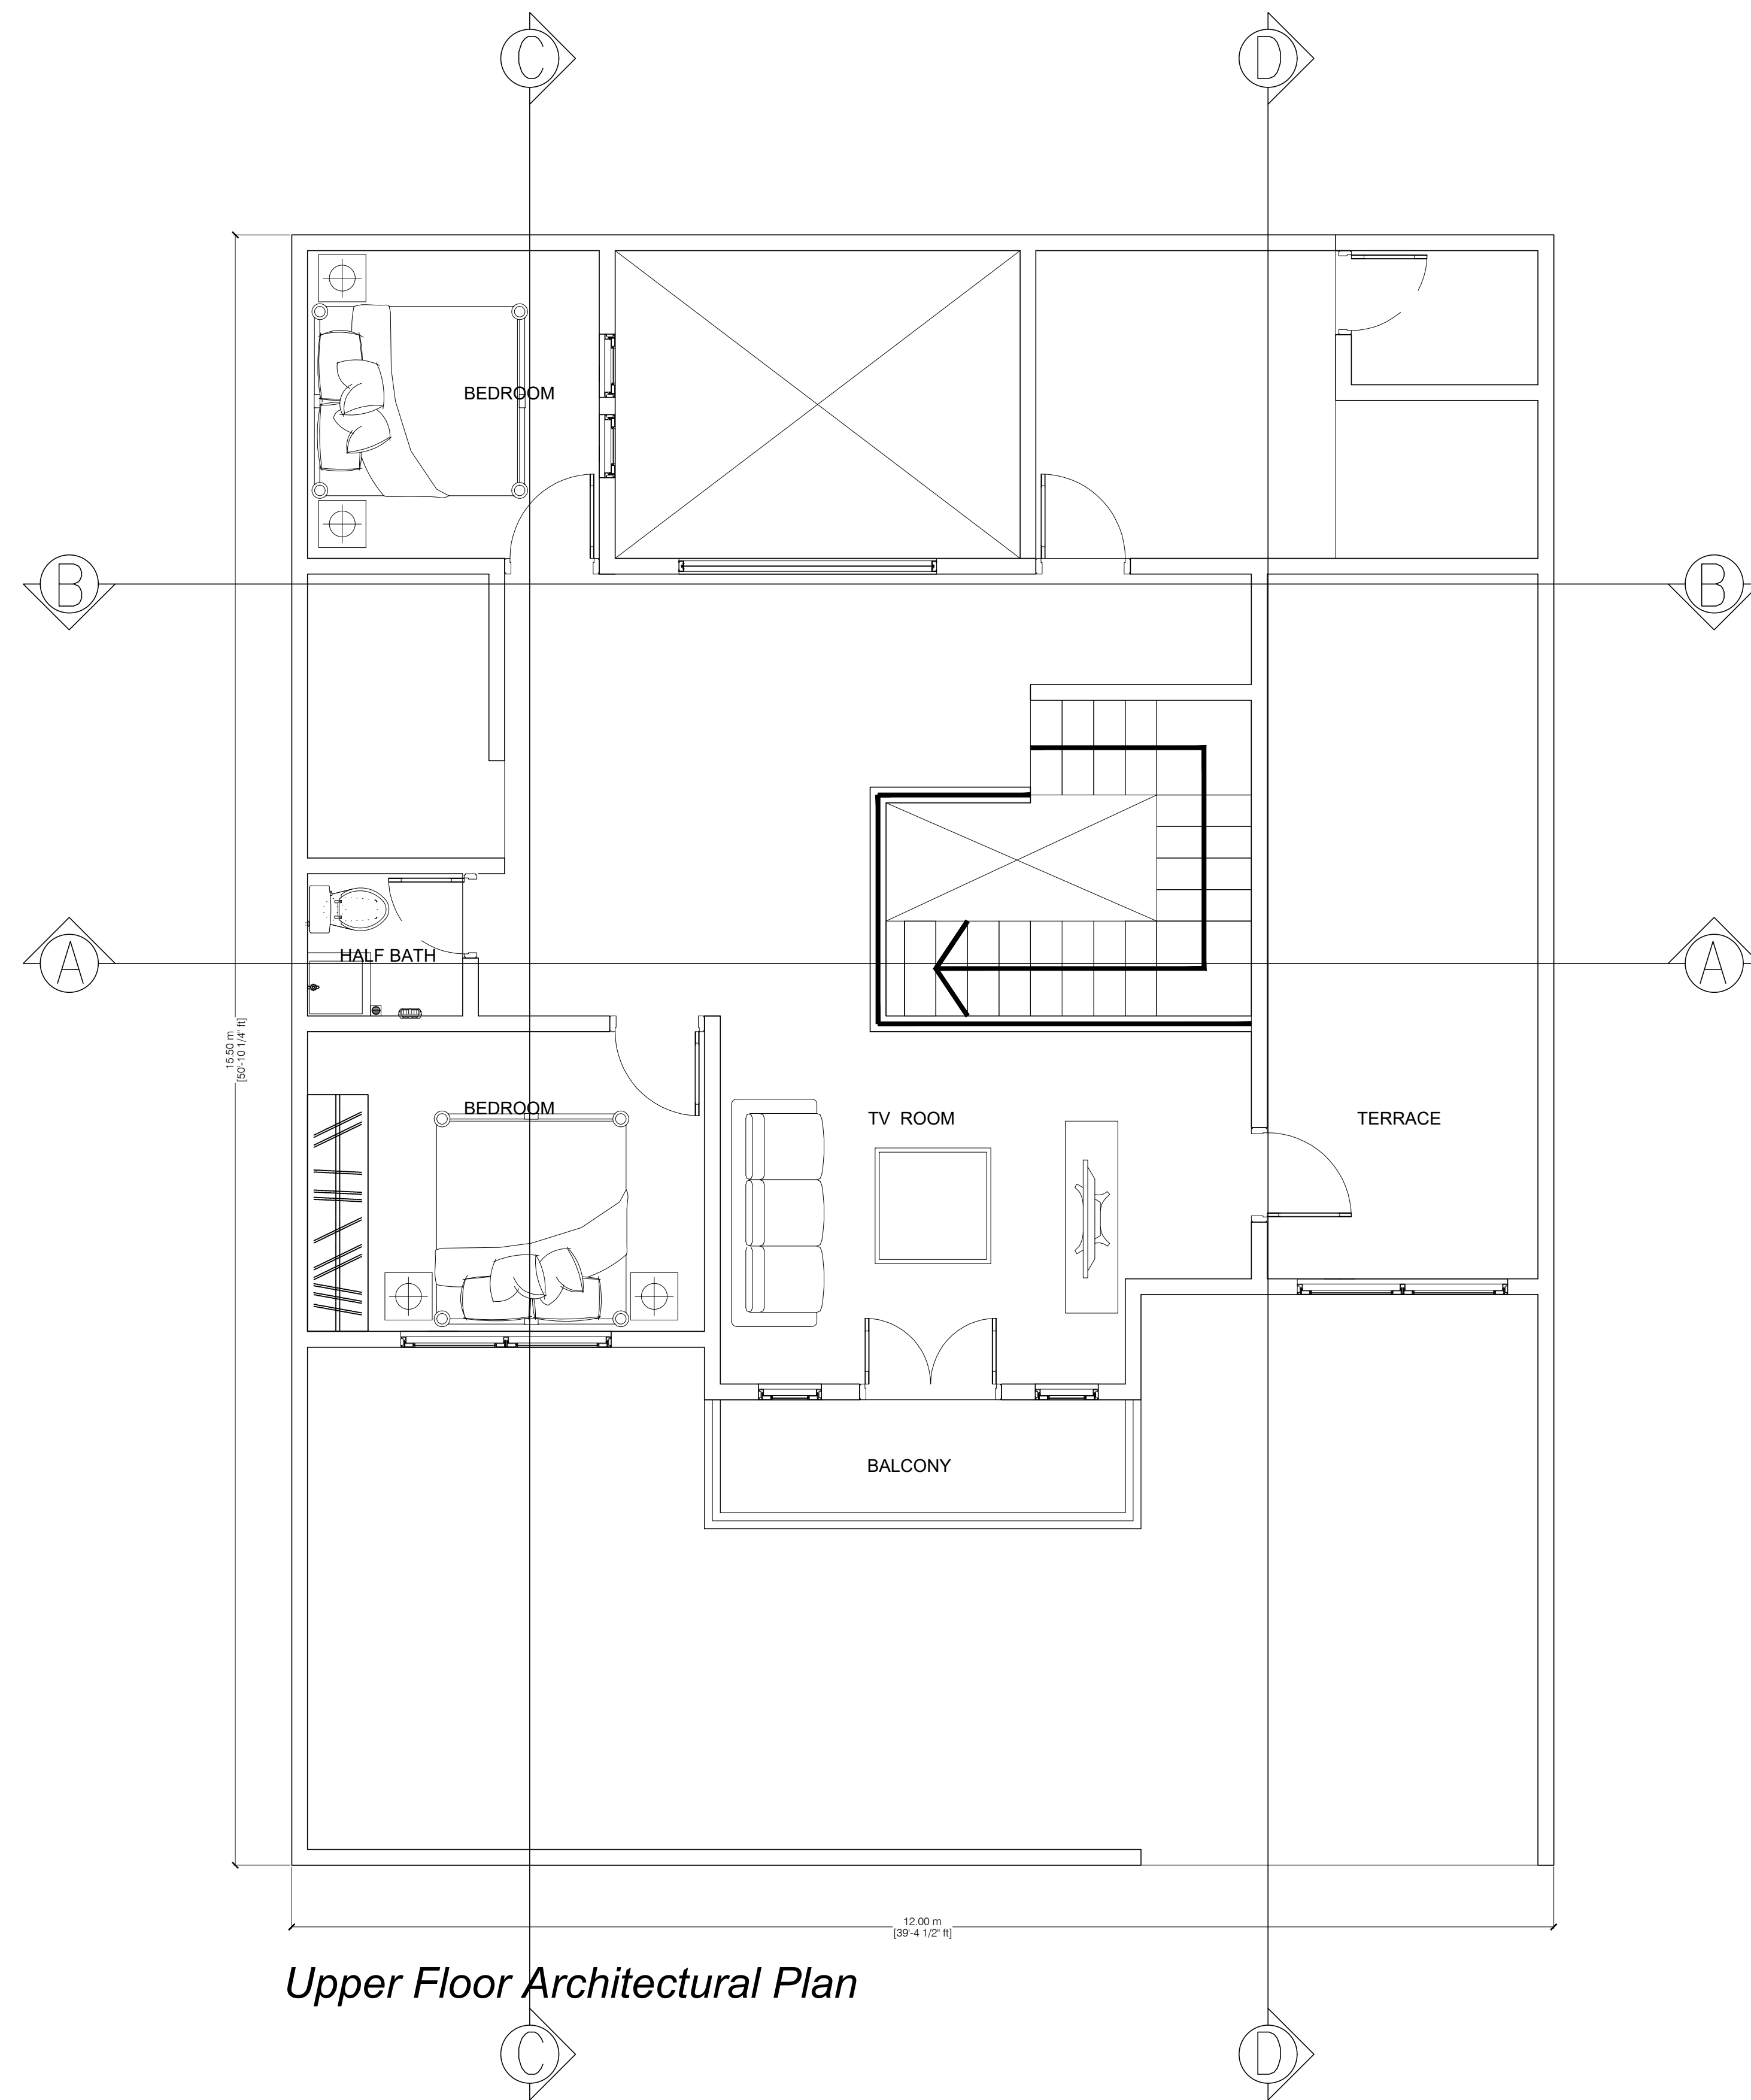 C
D
BEDROOM
B
B
HALF BATH
A
A
15.50 m
[50'-10 1/4" ft]
BEDROOM
TV ROOM
TERRACE
BALCONY
12.00 m
[39'-4 1/2" ft]
Upper Floor Architectural Plan
C
D